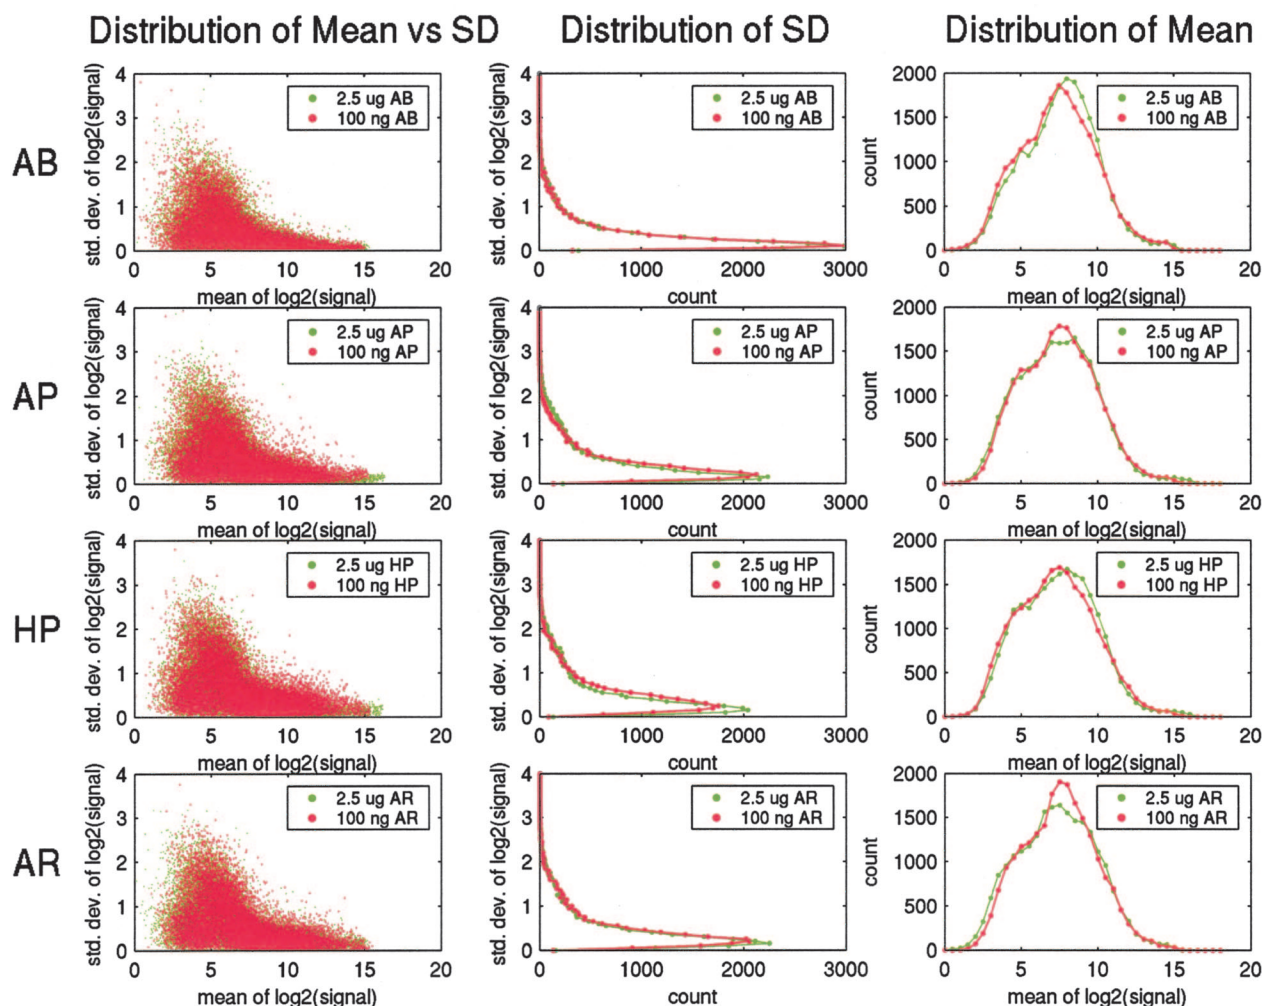 Distribution of Mean vs SD
Distribution of SD
Distribution of Mean
AB
std. dev. of log2(signal)
4
3
2
1
0
2.5 ug AB
100 ng AB
0 5 10 15 20
mean of log2(signal)
std. dev. of log2(signal)
4
3
2
1
0
2.5 ug AB
100 ng AB
0 1000 2000 3000
count
count
2000
1500
1000
500
0
2.5 ug AB
100 ng AB
0 5 10 15 20
mean of log2(signal)
AP
std. dev. of log2(signal)
4
3
2
1
0
2.5 ug AP
100 ng AP
0 5 10 15 20
mean of log2(signal)
std. dev. of log2(signal)
4
3
2
1
0
2.5 ug AP
100 ng AP
0 1000 2000 3000
count
count
2000
1500
1000
500
0
2.5 ug AP
100 ng AP
0 5 10 15 20
mean of log2(signal)
HP
std. dev. of log2(signal)
4
3
2
1
0
2.5 ug HP
100 ng HP
0 5 10 15 20
mean of log2(signal)
std. dev. of log2(signal)
4
3
2
1
0
2.5 ug HP
100 ng HP
0 1000 2000 3000
count
count
2000
1500
1000
500
0
2.5 ug HP
100 ng HP
0 5 10 15 20
mean of log2(signal)
AR
std. dev. of log2(signal)
4
3
2
1
0
2.5 ug AR
100 ng AR
0 5 10 15 20
mean of log2(signal)
std. dev. of log2(signal)
4
3
2
1
0
2.5 ug AR
100 ng AR
0 1000 2000 3000
count
count
2000
1500
1000
500
0
2.5 ug AR
100 ng AR
0 5 10 15 20
mean of log2(signal)